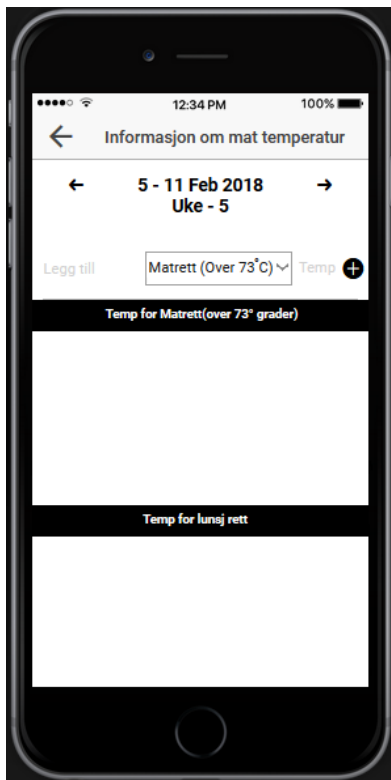 12:34 PM 100%
Informasjon om mat temperatur
5 - 11 Feb 2018
Uke - 5
Legg till Matrett (Over 73°C) Temp
Temp for Matrett(over 73° grader)
Temp for lunsj rett